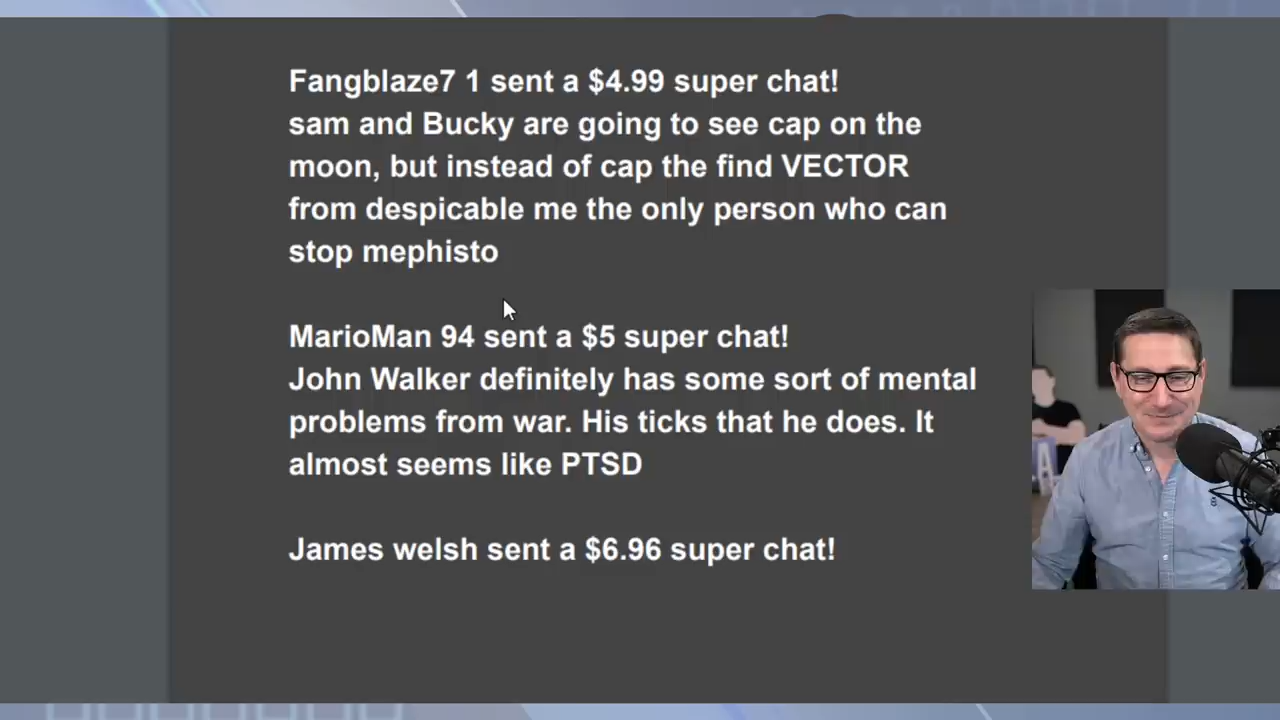 Fangblaze7 1 sent a $4.99 super chat!
sam and Bucky are going to see cap on the
moon, but instead of cap the find VECTOR
from despicable me the only person who can
stop mephisto
MarioMan 94 sent a $5 super chat!
John Walker definitely has some sort of mental
problems from war. His ticks that he does. It
almost seems like PTSD
James welsh sent a $6.96 super chat!